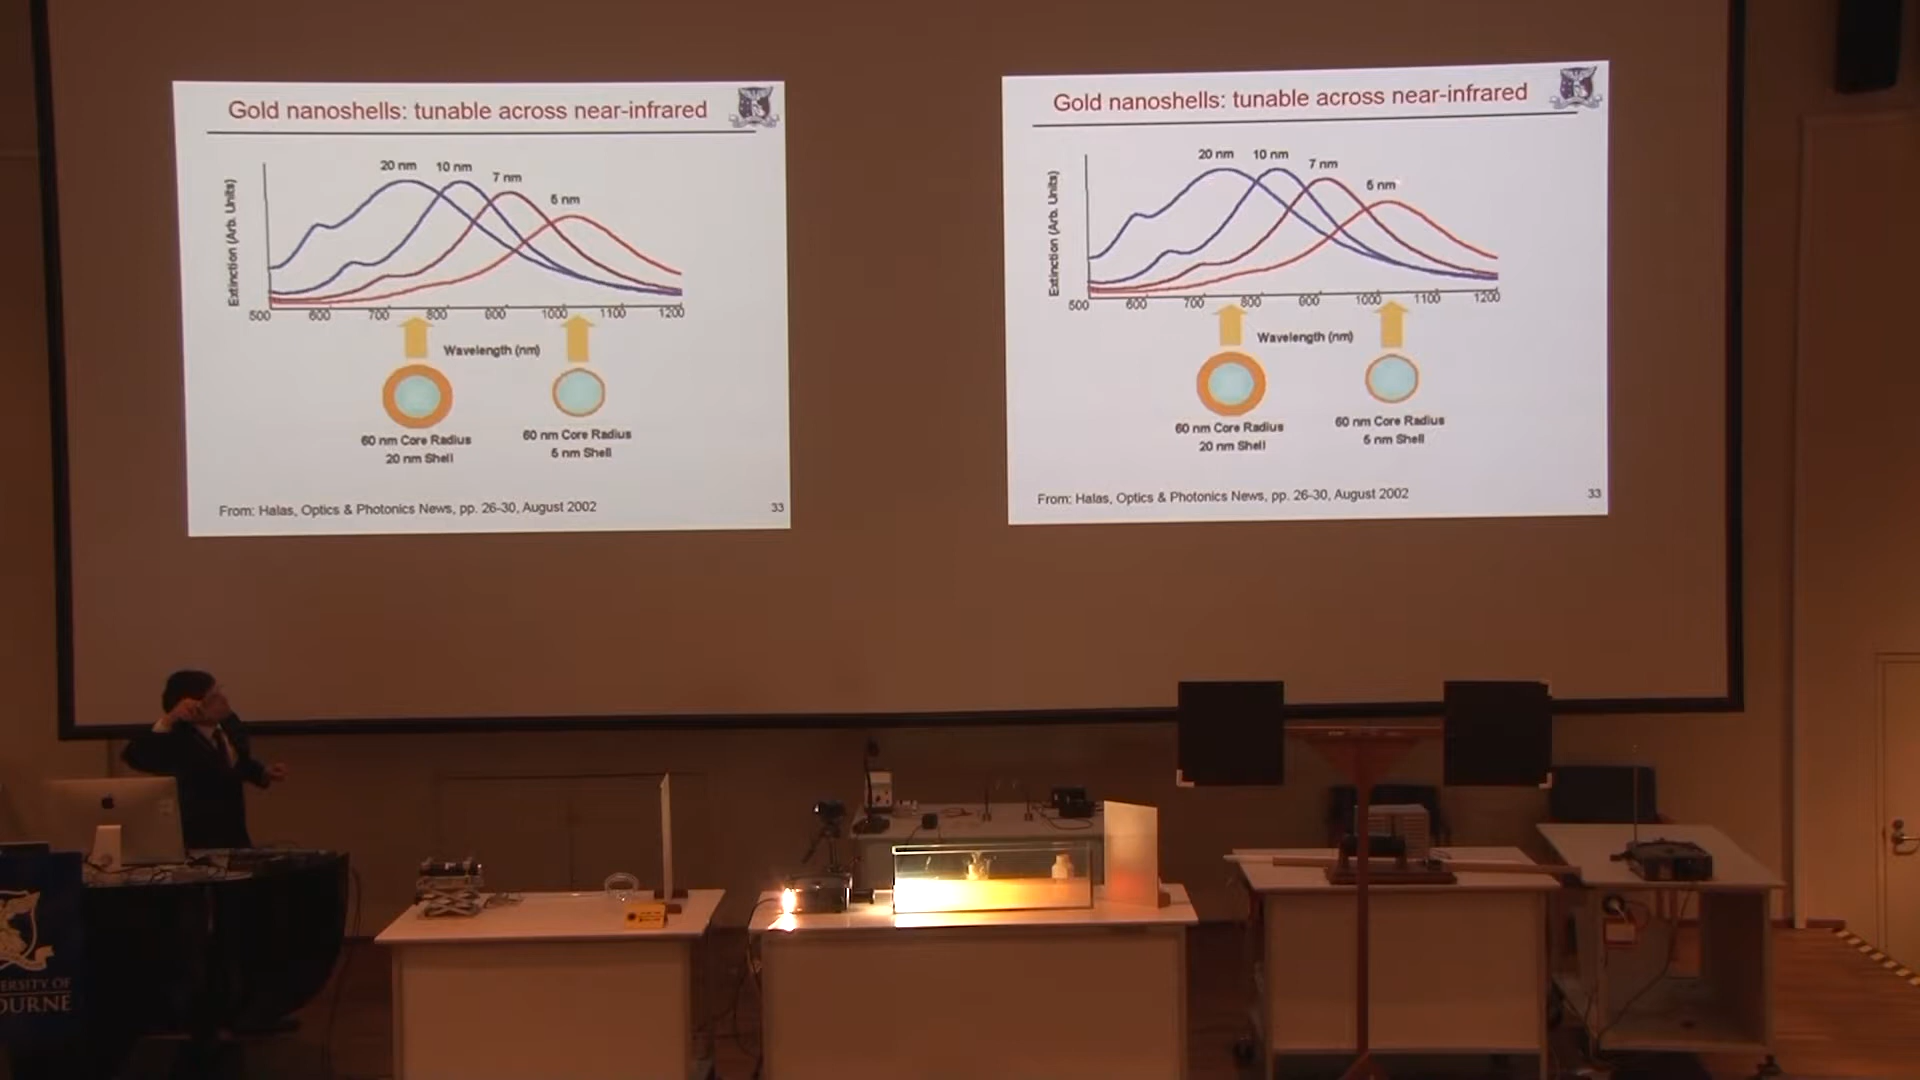 Gold nanoshells: tunable across near-infrared
20 nm 10 nm 7 nm 5 nm
Extinction (Arb. Units)
500 600 700 800 900 1000 1100 1200
Wavelength (nm)
60 nm Core Radius
20 nm Shell
60 nm Core Radius
5 nm Shell
From: Halas, Optics & Photonics News, pp. 26-30, August 2002
33
Gold nanoshells: tunable across near-infrared
20 nm 10 nm 7 nm 5 nm
Extinction (Arb. Units)
500 600 700 800 900 1000 1100 1200
Wavelength (nm)
60 nm Core Radius
20 nm Shell
60 nm Core Radius
5 nm Shell
From: Halas, Optics & Photonics News, pp. 26-30, August 2002
33
ERSITY OF
OURNE